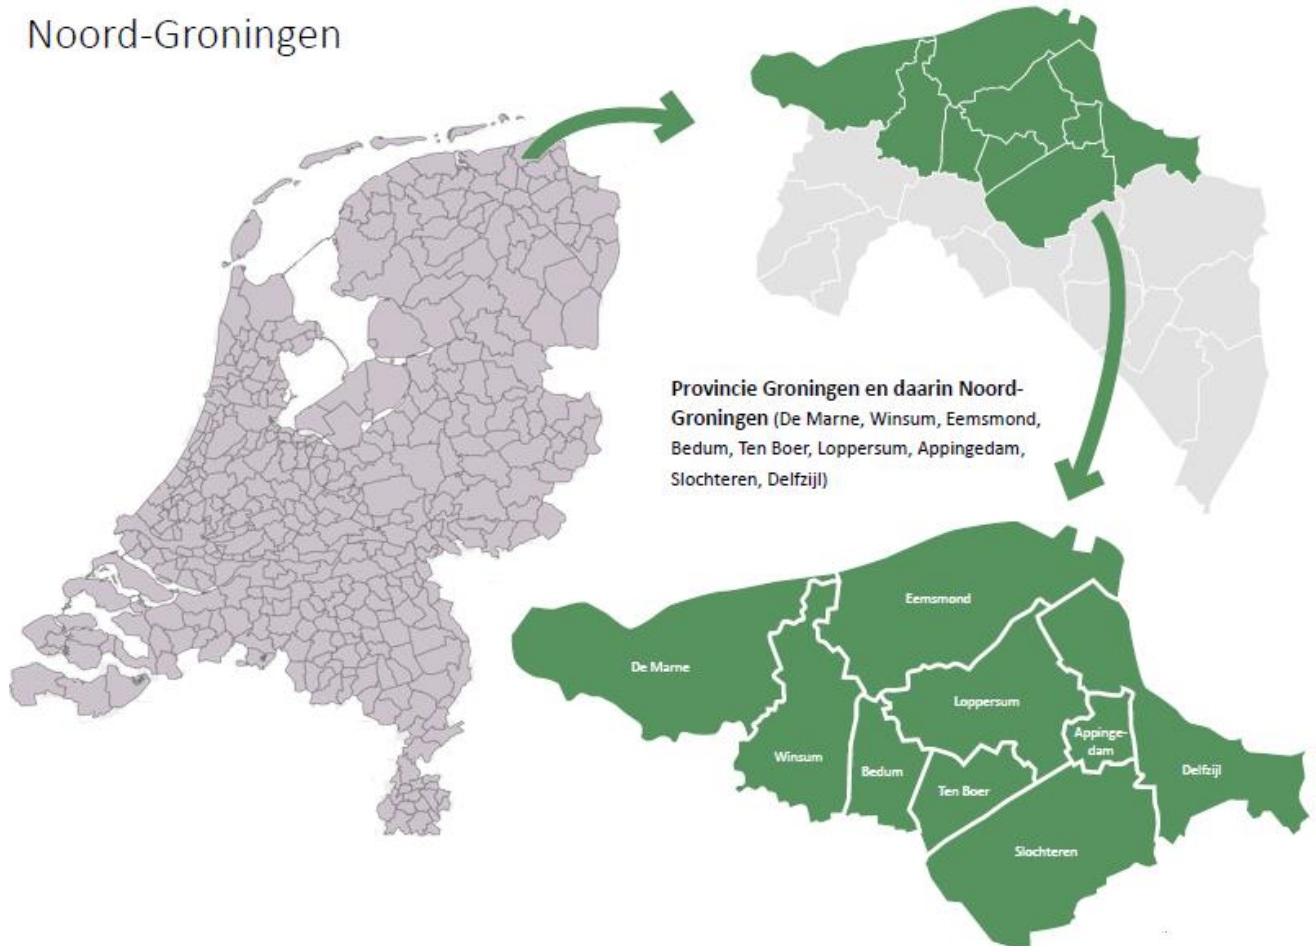 Noord-Groningen
Provincie Groningen en daarin Noord-
Groningen (De Marne, Winsum, Eemsmond,
Bedum, Ten Boer, Loppersum, Appingedam,
Slochteren, Delfzijl)
Eemsmond
De Marne
Loppersum
Appinge-
dam
Winsum
Bedum
Delfzijl
Ten Boer
Slochteren